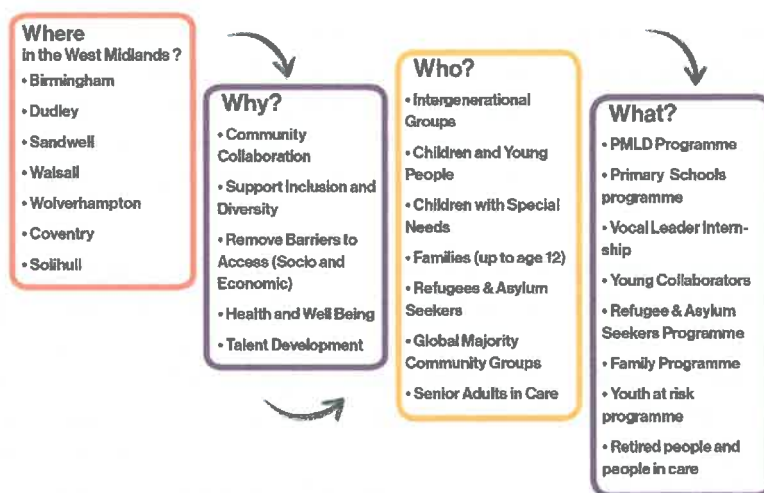 Where
in the West Midlands ?
• Birmingham
• Dudley
• Sandwell
• Walsall
• Wolverhampton
• Coventry
• Solihull
Why?
• Community
Collaboration
• Support Inclusion and
Diversity
• Remove Barriers to
Access (Socio and
Economic)
• Health and Well Being
• Talent Development
Who?
• Intergenerational
Groups
• Children and Young
People
• Children with Special
Needs
• Families (up to age 12)
• Refugees & Asylum
Seekers
• Global Majority
Community Groups
• Senior Adults in Care
What?
• PMLD Programme
• Primary Schools
programme
• Vocal Leader Intern-
ship
• Young Collaborators
• Refugee & Asylum
Seekers Programme
• Family Programme
• Youth at risk
programme
• Retired people and
people in care